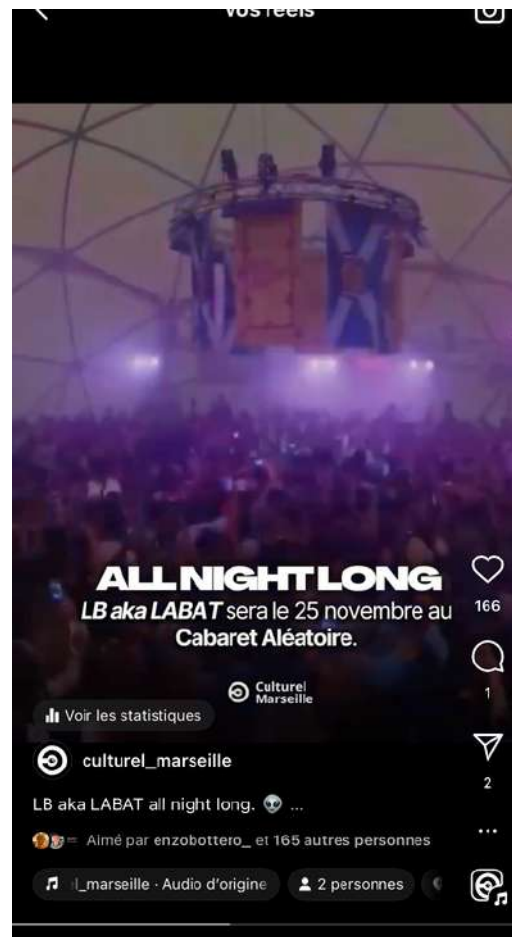 Vos réels
ALL NIGHT LONG
LB aka LABAT sera le 25 novembre au
Cabaret Aléatoire.
Culturel
Marseille
166
1
Voir les statistiques
culturel_marseille
2
LB aka LABAT all night long. 👽 ...
Aimé par enzobottero_ et 165 autres personnes
l_marseille · Audio d'origine
2 personnes